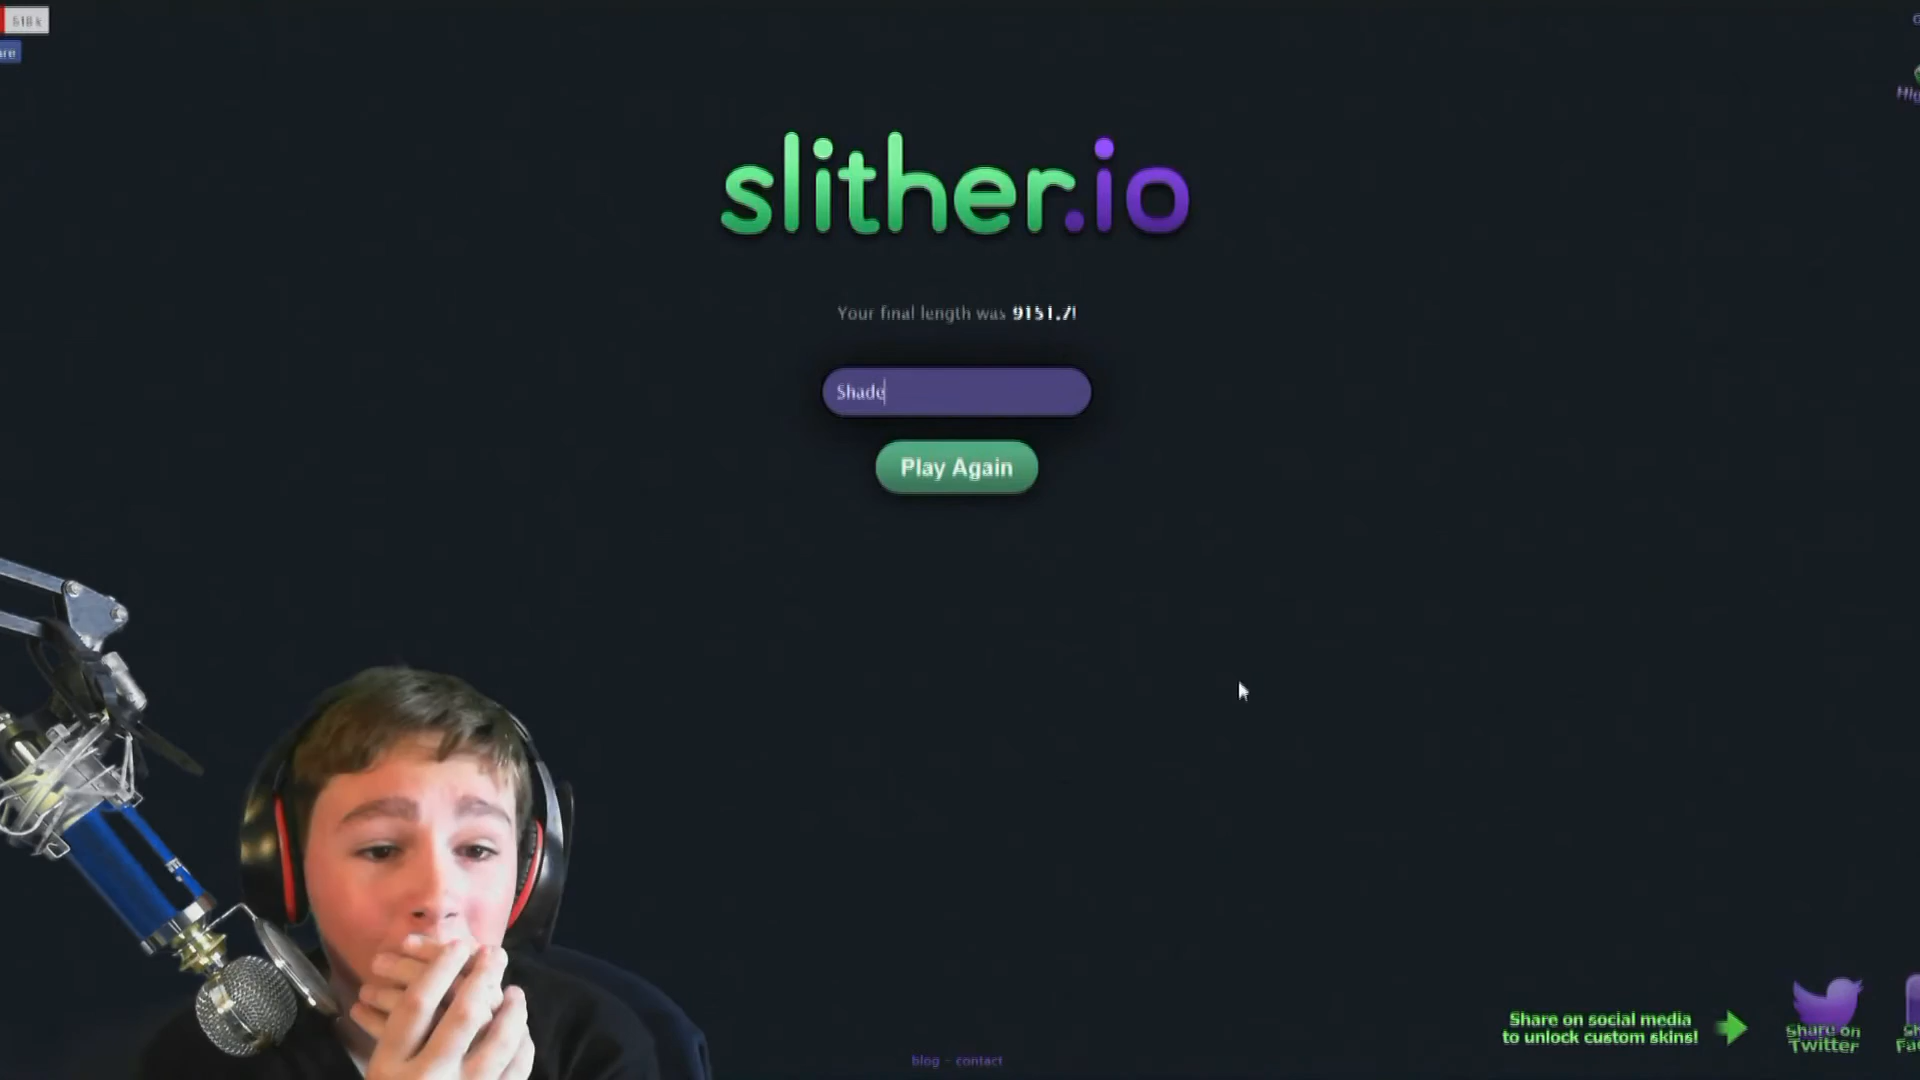 618k
slither.io
Your final length was 9151.7!
Shade
Play Again
Share on social media
to unlock custom skins!
Share on
Twitter
blog - contact